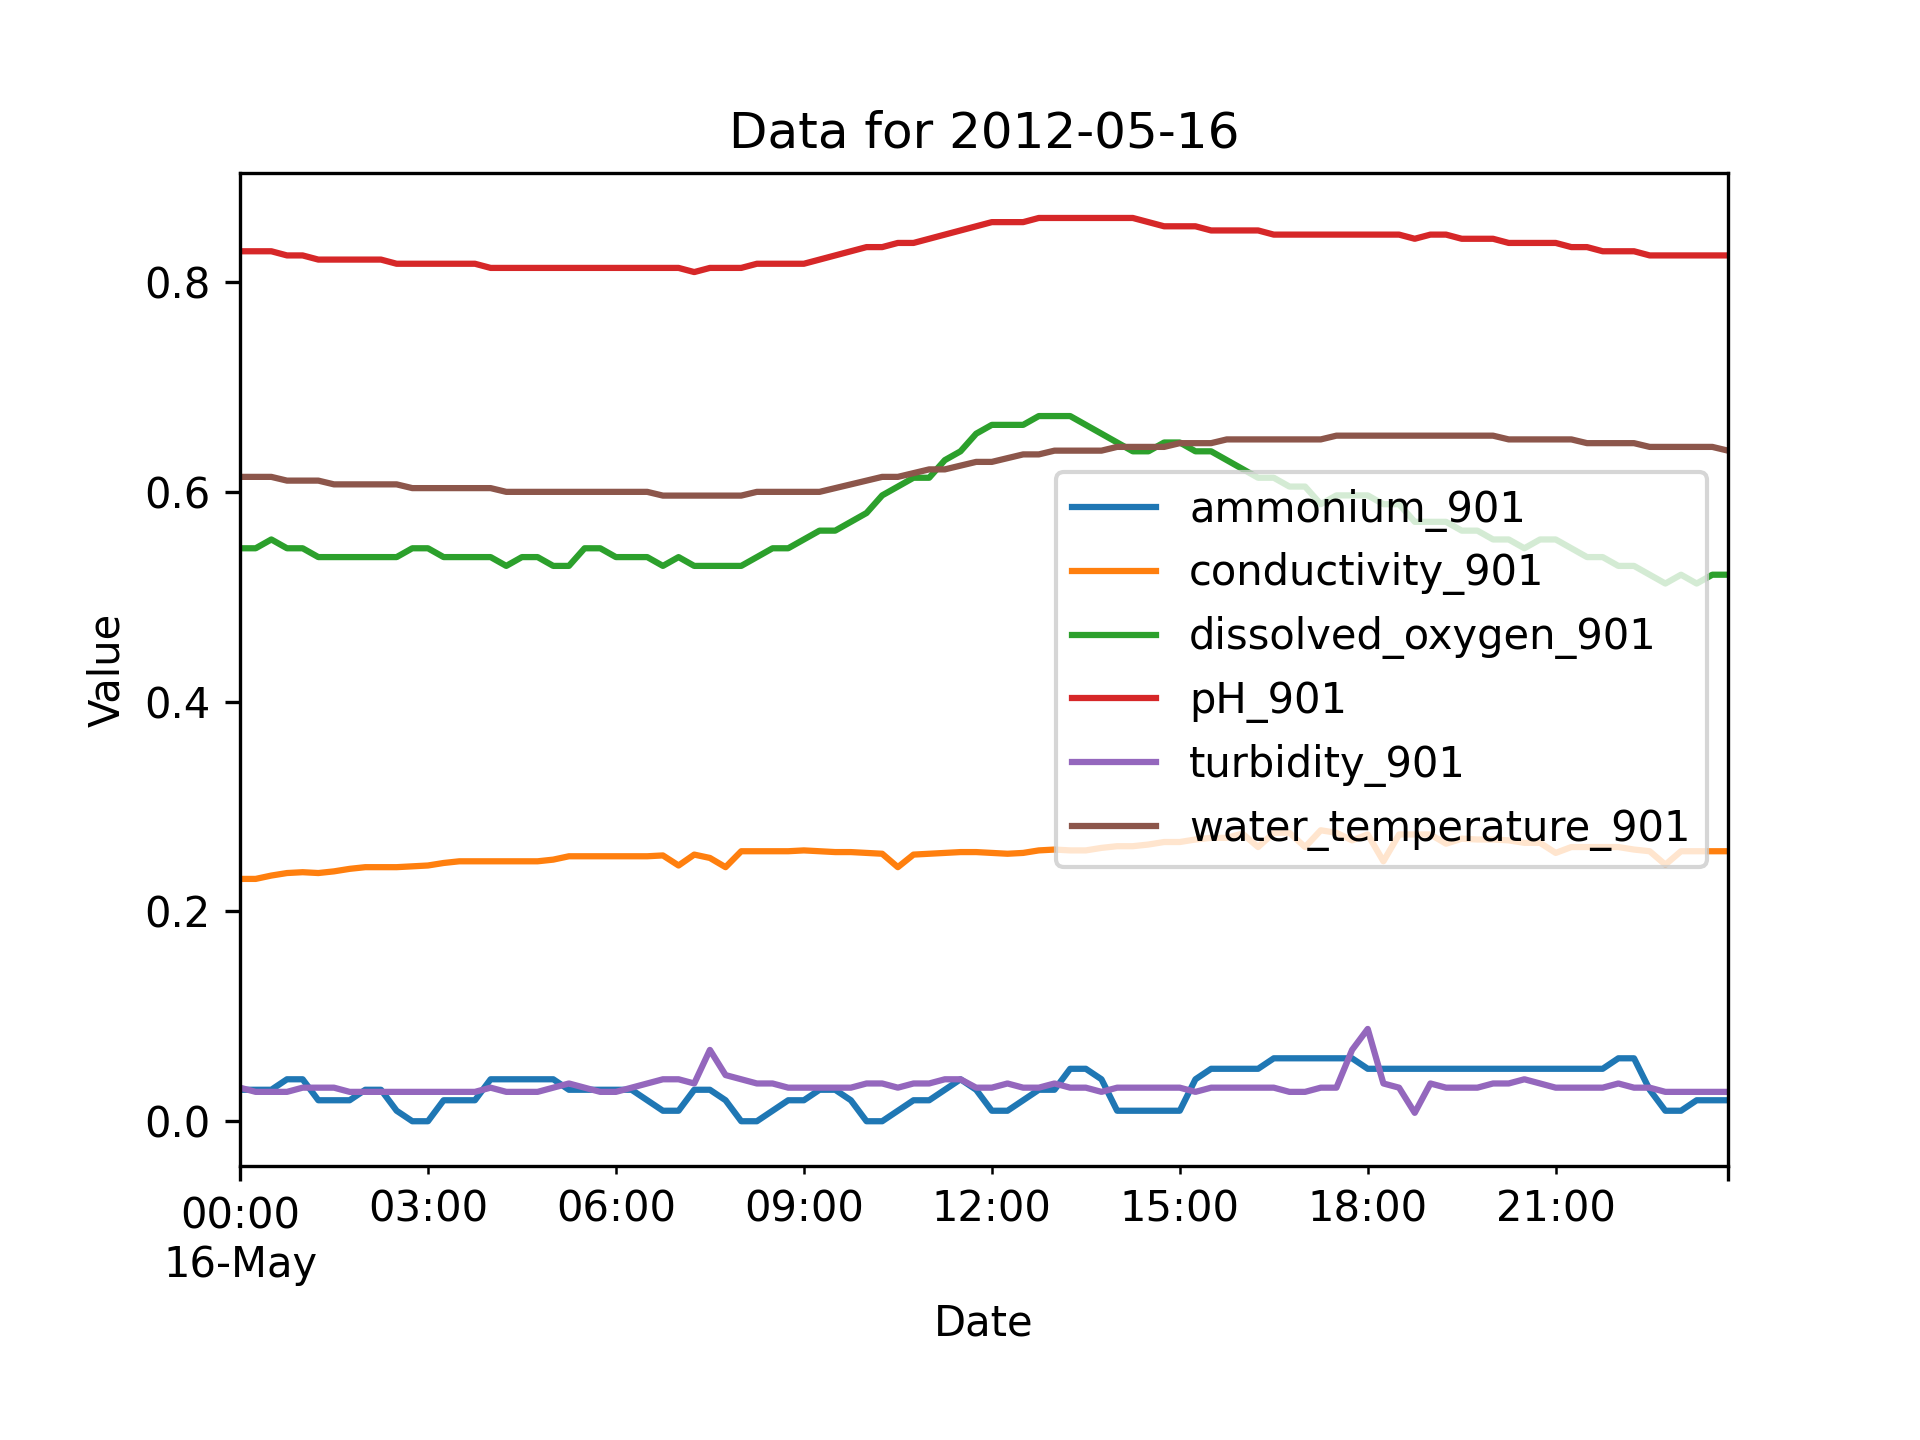 Data for 2012-05-16
Value
0.8
0.6
0.4
0.2
0.0
ammonium_901
conductivity_901
dissolved_oxygen_901
pH_901
turbidity_901
water_temperature_901
00:00 03:00 06:00 09:00 12:00 15:00 18:00 21:00
16-May
Date